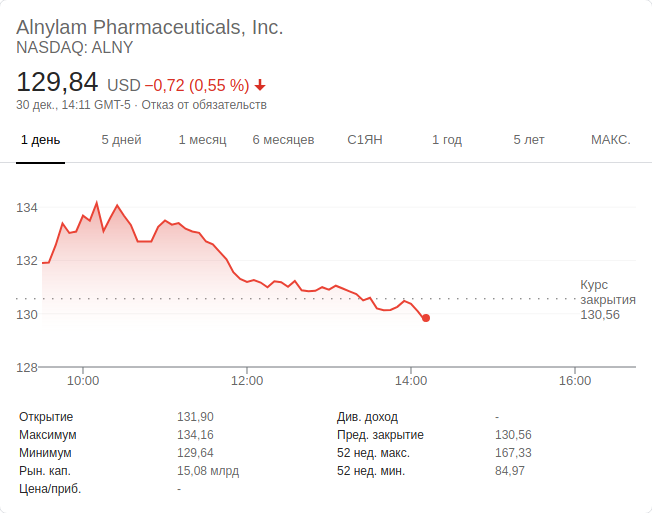 Alnylam Pharmaceuticals, Inc.
NASDAQ: ALNY
129,84 USD −0,72 (0,55 %)
30 дек., 14:11 GMT-5 · Отказ от обязательств
1 день 5 дней 1 месяц 6 месяцев С1ЯН 1 год 5 лет МАКС.
134
132
130
128
Курс
закрытия
130,56
10:00 12:00 14:00 16:00
Открытие 131,90 Див. доход -
Максимум 134,16 Пред. закрытие 130,56
Минимум 129,64 52 нед. макс. 167,33
Рын. кап. 15,08 млрд 52 нед. мин. 84,97
Цена/приб. -